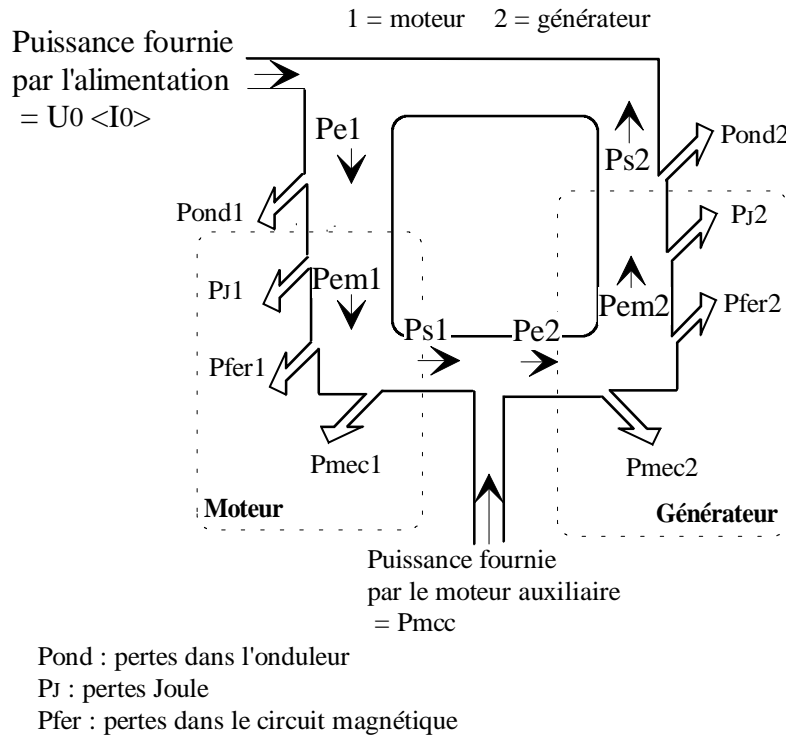 1 = moteur 2 = générateur
Puissance fournie
par l'alimentation
= U0 <I0>
Pe1
Ps2
Pond2
Pond1
PJ2
PJ1
Pem1
Pem2
Pfer2
Ps1
Pe2
Pfer1
Pmec1
Pmec2
Moteur
Générateur
Puissance fournie
par le moteur auxiliaire
= Pmcc
Pond : pertes dans l'onduleur
PJ : pertes Joule
Pfer : pertes dans le circuit magnétique